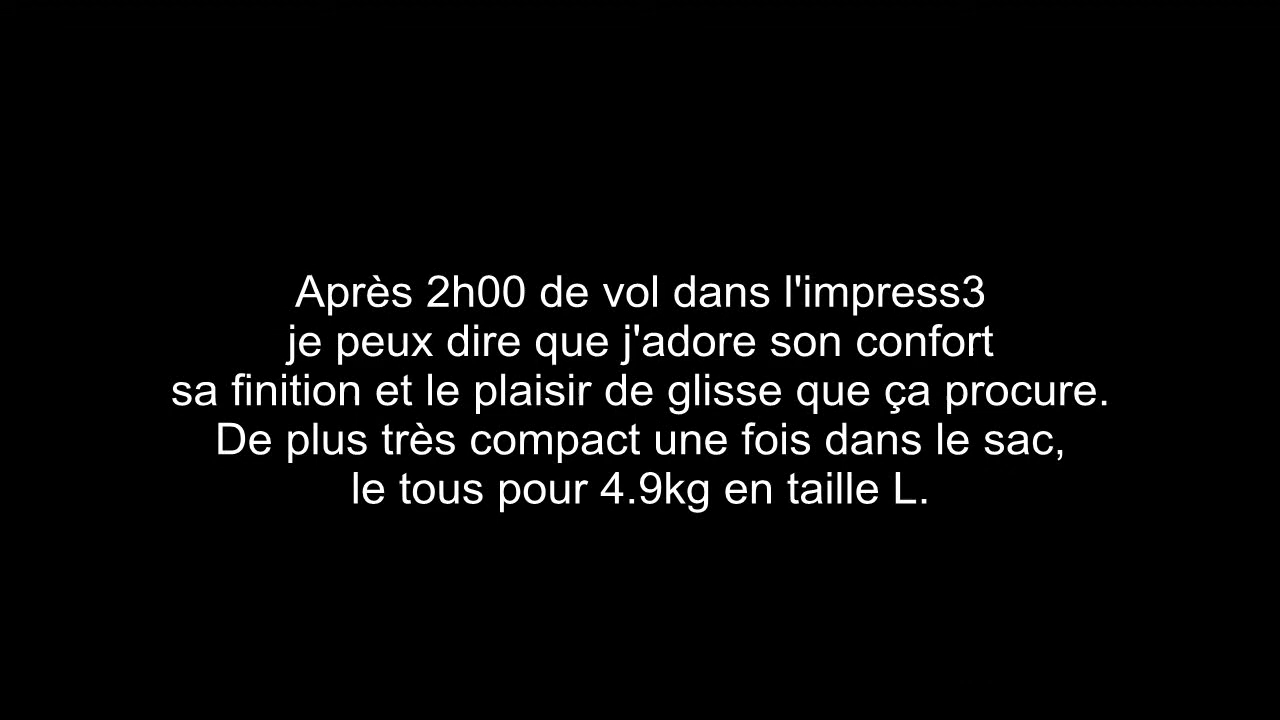 Après 2h00 de vol dans l'impress3
je peux dire que j'adore son confort
sa finition et le plaisir de glisse que ça procure.
De plus très compact une fois dans le sac,
le tous pour 4.9kg en taille L.